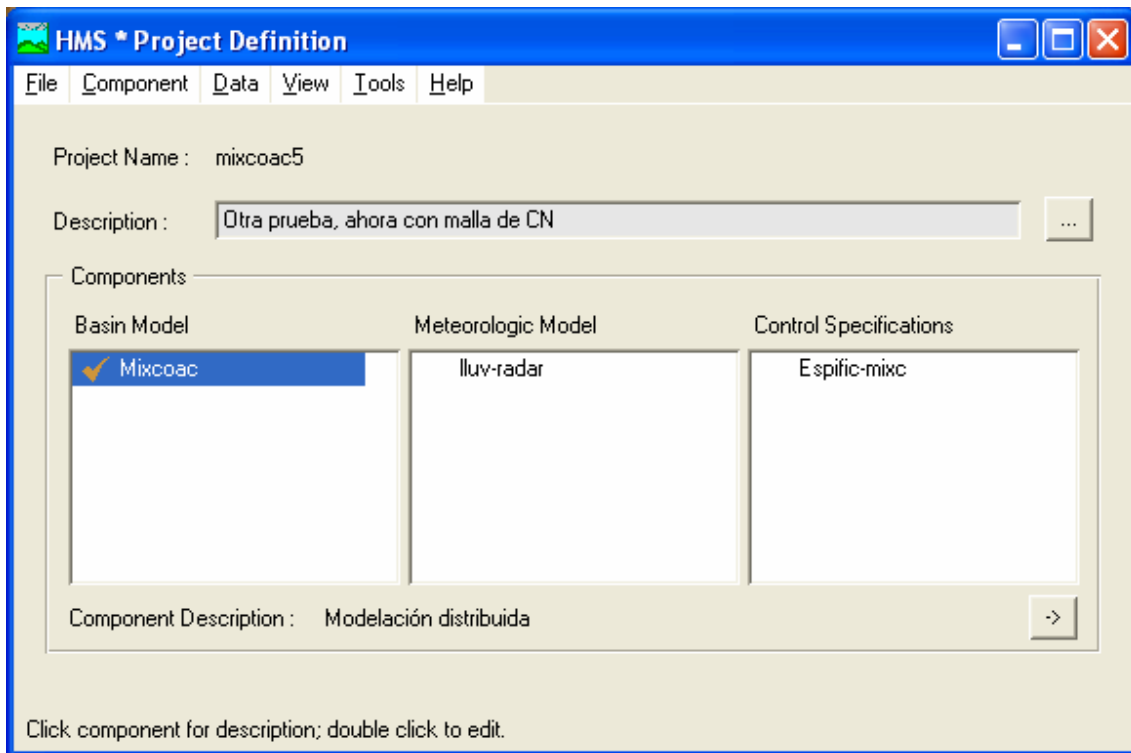 HMS * Project Definition
File Component Data View Tools Help
Project Name : mixcoac5
Description : Otra prueba, ahora con malla de CN ...
Components
Basin Model Meteorologic Model Control Specifications
Mixcoac lluv-radar Espific-mixc
Component Description : Modelación distribuida ->
Click component for description; double click to edit.